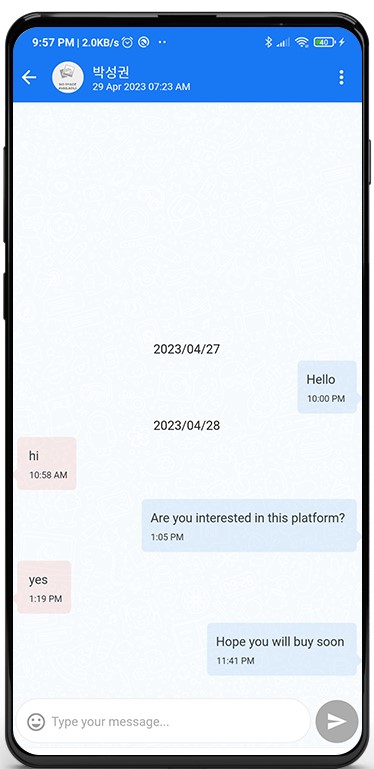 9:57 PM | 2.0KB/s
40
박성권
29 Apr 2023 07:23 AM
2023/04/27
Hello
10:00 PM
2023/04/28
hi
10:58 AM
Are you interested in this platform?
1:05 PM
yes
1:19 PM
Hope you will buy soon
11:41 PM
Type your message...